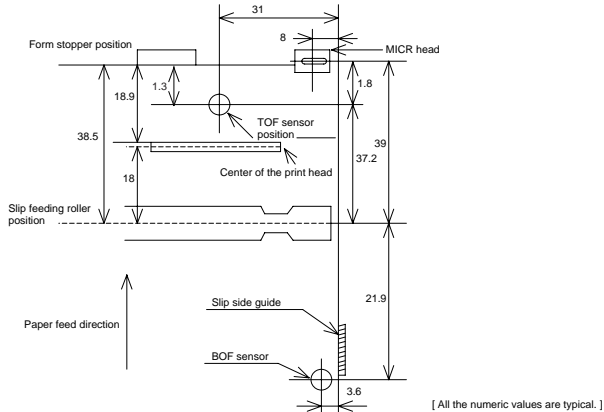 31
8
Form stopper position
MICR head
1.3
1.8
18.9
TOF sensor
position
38.5
39
37.2
Center of the print head
18
Slip feeding roller
position
21.9
Slip side guide
Paper feed direction
BOF sensor
3.6
[ All the numeric values are typical. ]